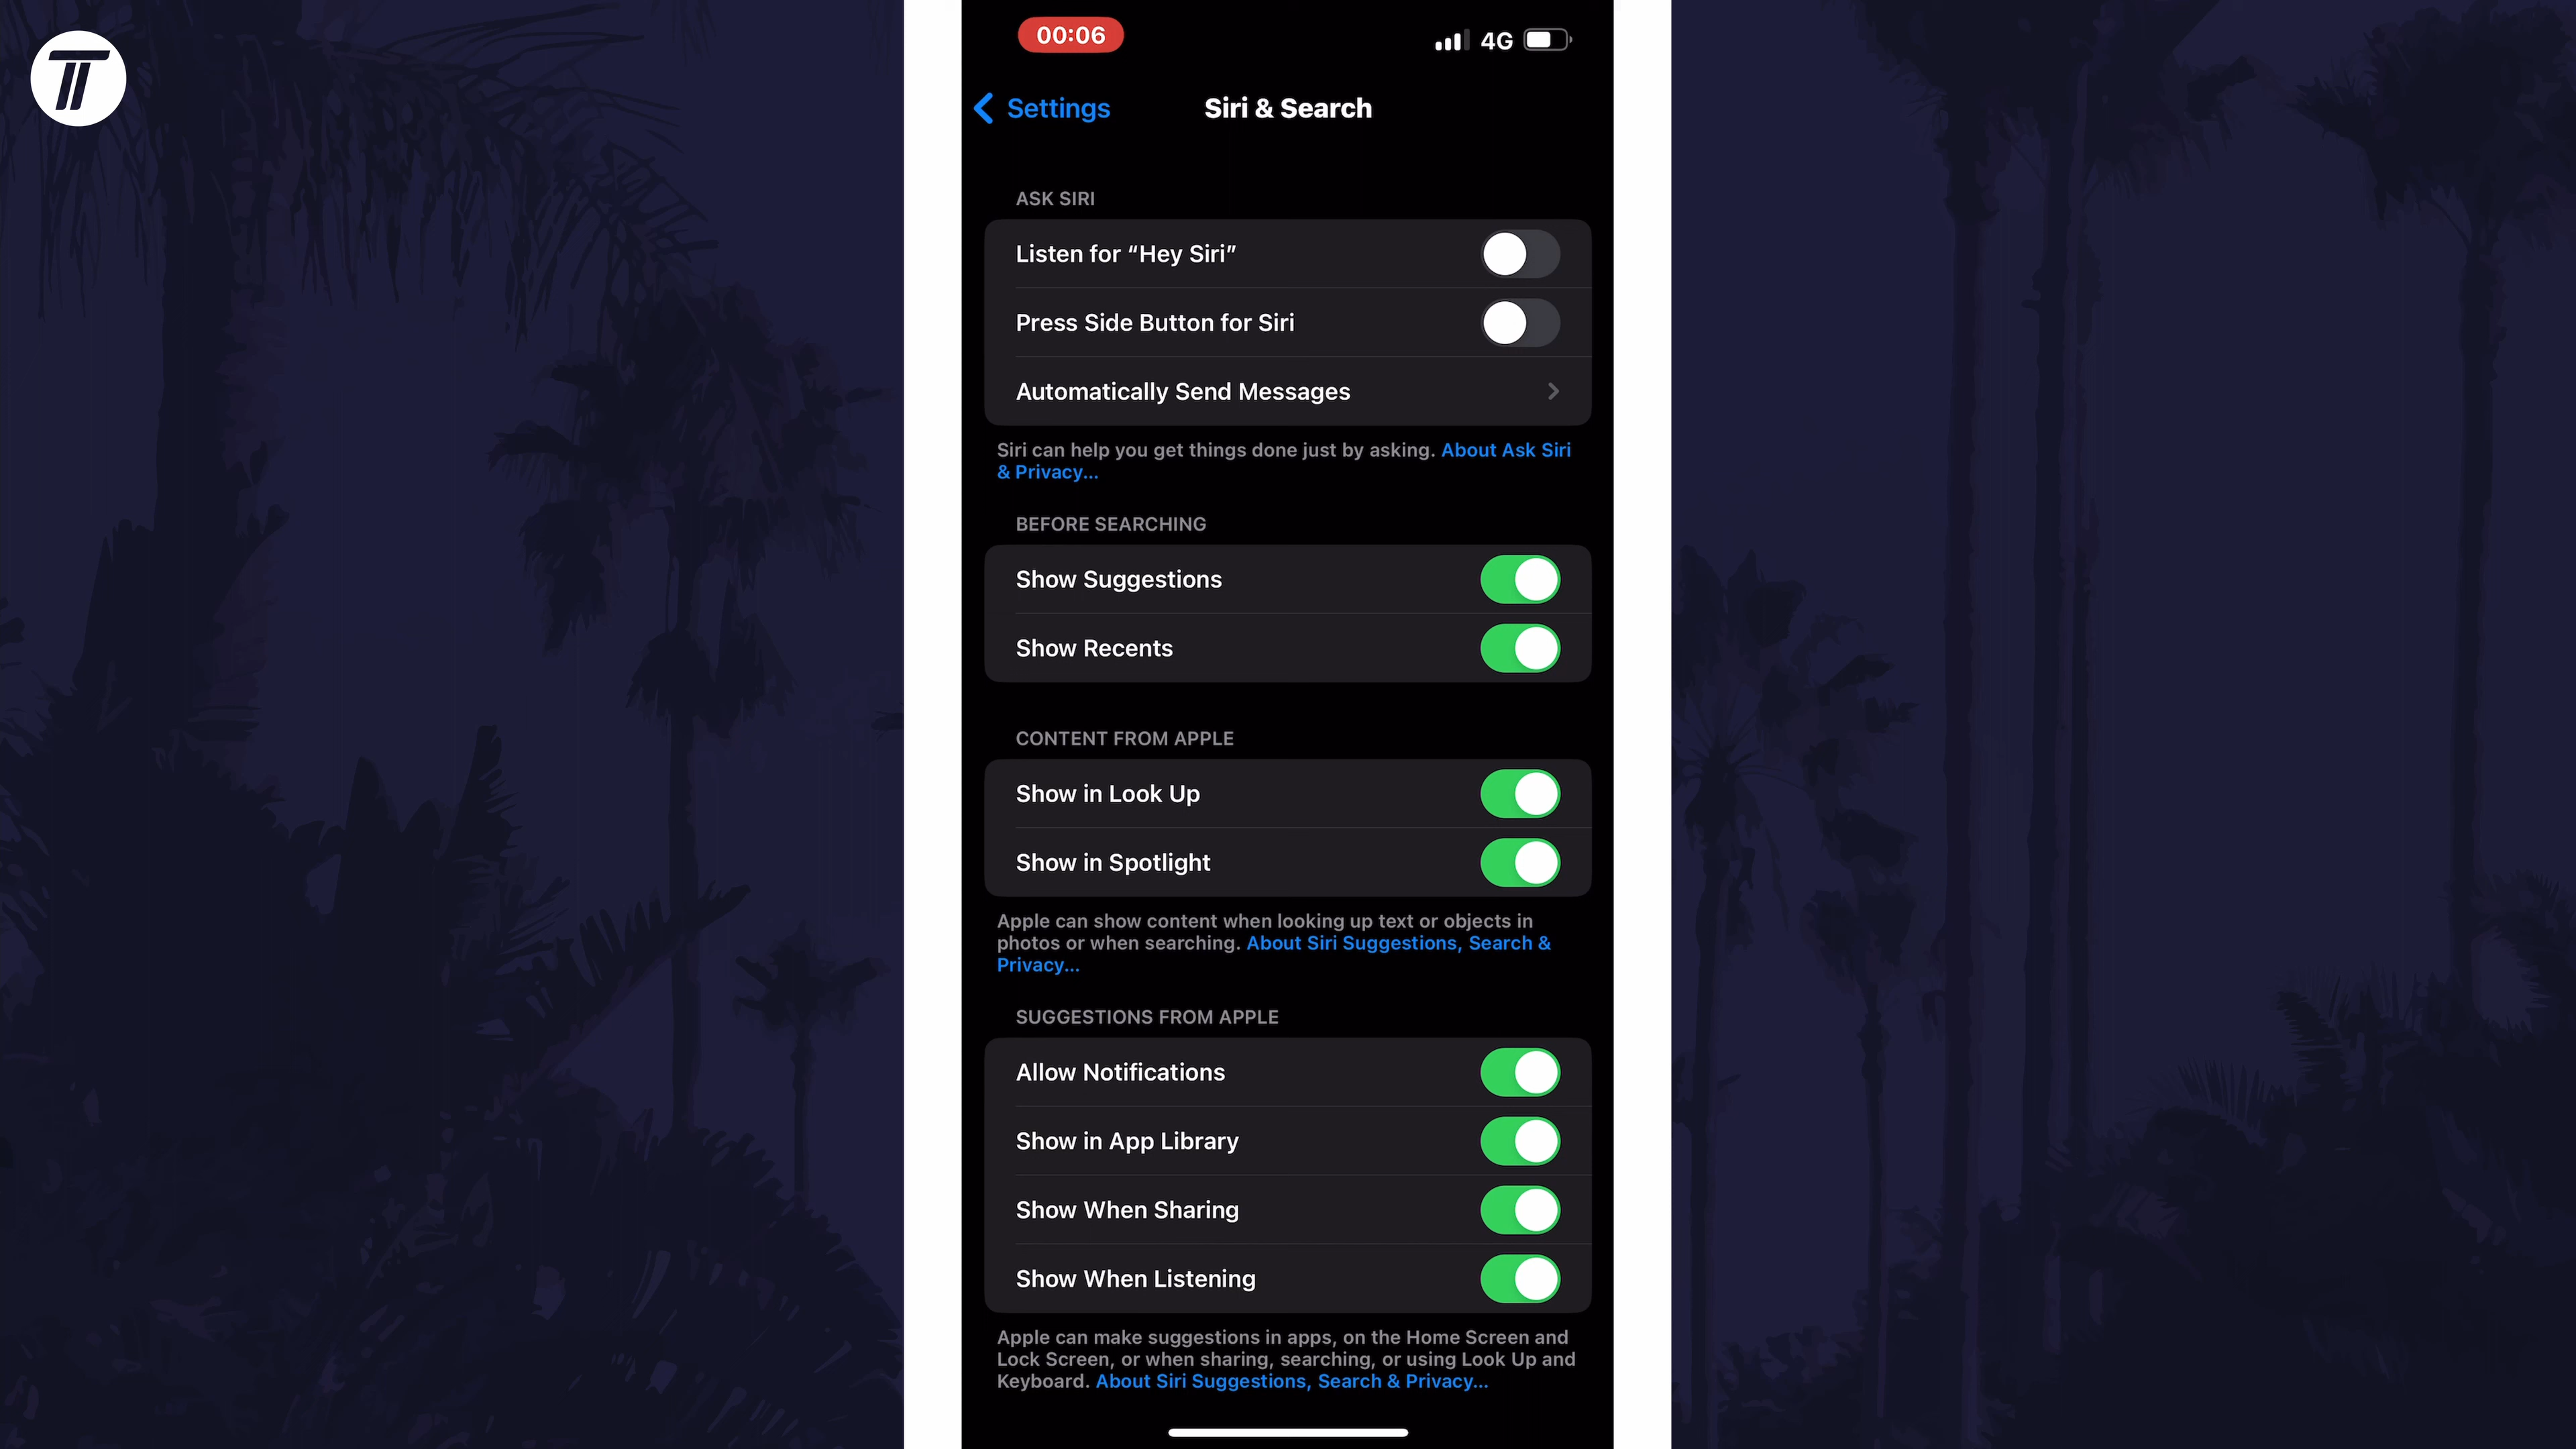 00:06
4G
Settings
Siri & Search
ASK SIRI
Listen for “Hey Siri”
Press Side Button for Siri
Automatically Send Messages
Siri can help you get things done just by asking. About Ask Siri
& Privacy...
BEFORE SEARCHING
Show Suggestions
Show Recents
CONTENT FROM APPLE
Show in Look Up
Show in Spotlight
Apple can show content when looking up text or objects in
photos or when searching. About Siri Suggestions, Search &
Privacy...
SUGGESTIONS FROM APPLE
Allow Notifications
Show in App Library
Show When Sharing
Show When Listening
Apple can make suggestions in apps, on the Home Screen and
Lock Screen, or when sharing, searching, or using Look Up and
Keyboard. About Siri Suggestions, Search & Privacy...